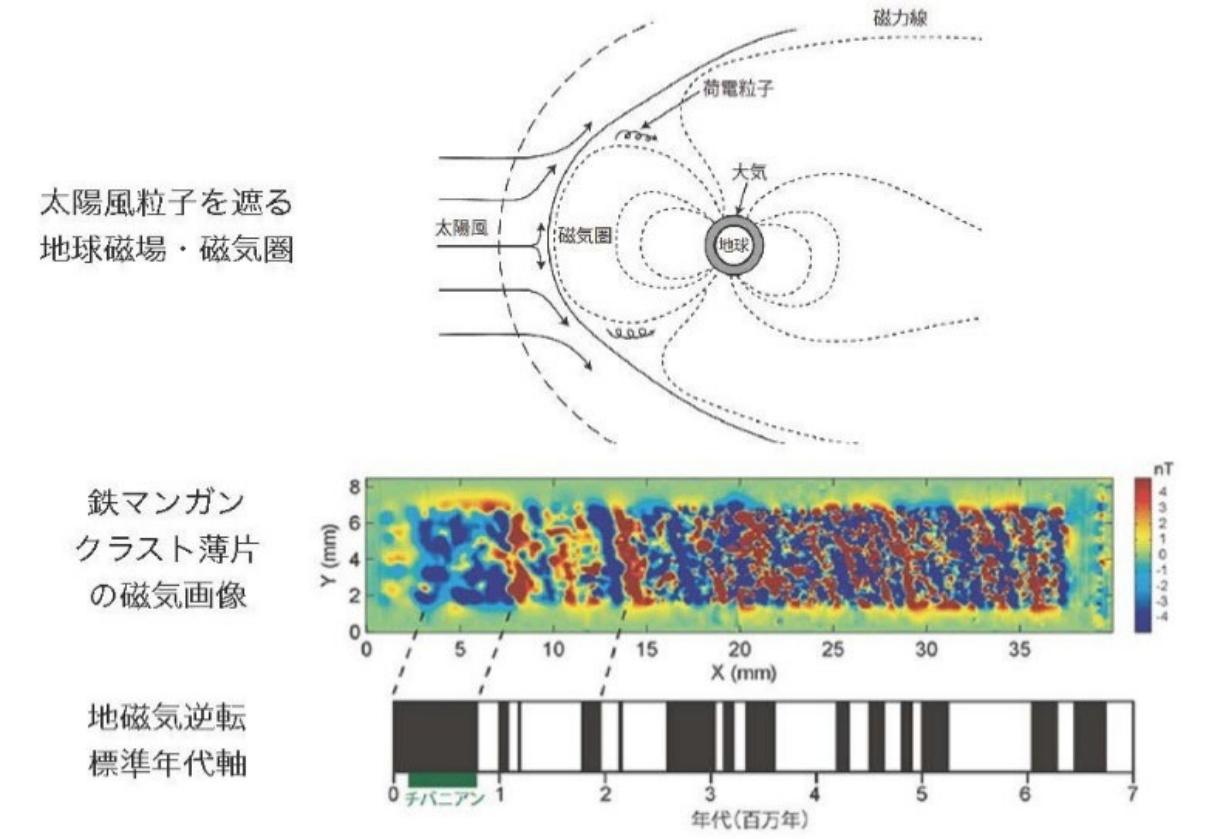 磁力線
荷電粒子
大気
太陽風粒子を遮る
地球磁場・磁気圏
太陽風
磁気圏
地球
鉄マンガン
クラスト薄片
の磁気画像
nT
8
6
4
2
0
Y (mm)
4
3
2
1
0
-1
-2
-3
-4
0 5 10 15 20 25 30 35
X (mm)
地磁気逆転
標準年代軸
0 1 2 3 4 5 6 7
チバニアン
年代(百万年)